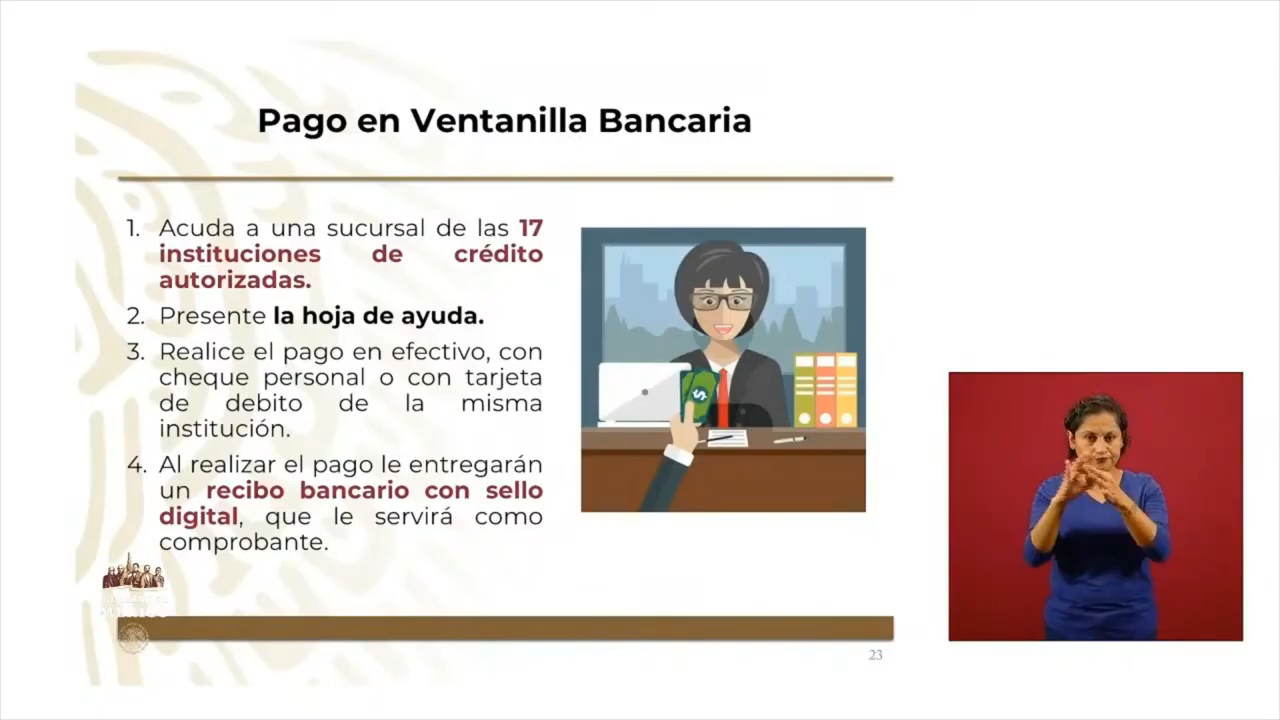 Pago en Ventanilla Bancaria
1. Acuda a una sucursal de las 17
instituciones de crédito
autorizadas.
2. Presente la hoja de ayuda.
3. Realice el pago en efectivo, con
cheque personal o con tarjeta
de debito de la misma
institución.
4. Al realizar el pago le entregarán
un recibo bancario con sello
digital, que le servirá como
comprobante.
23